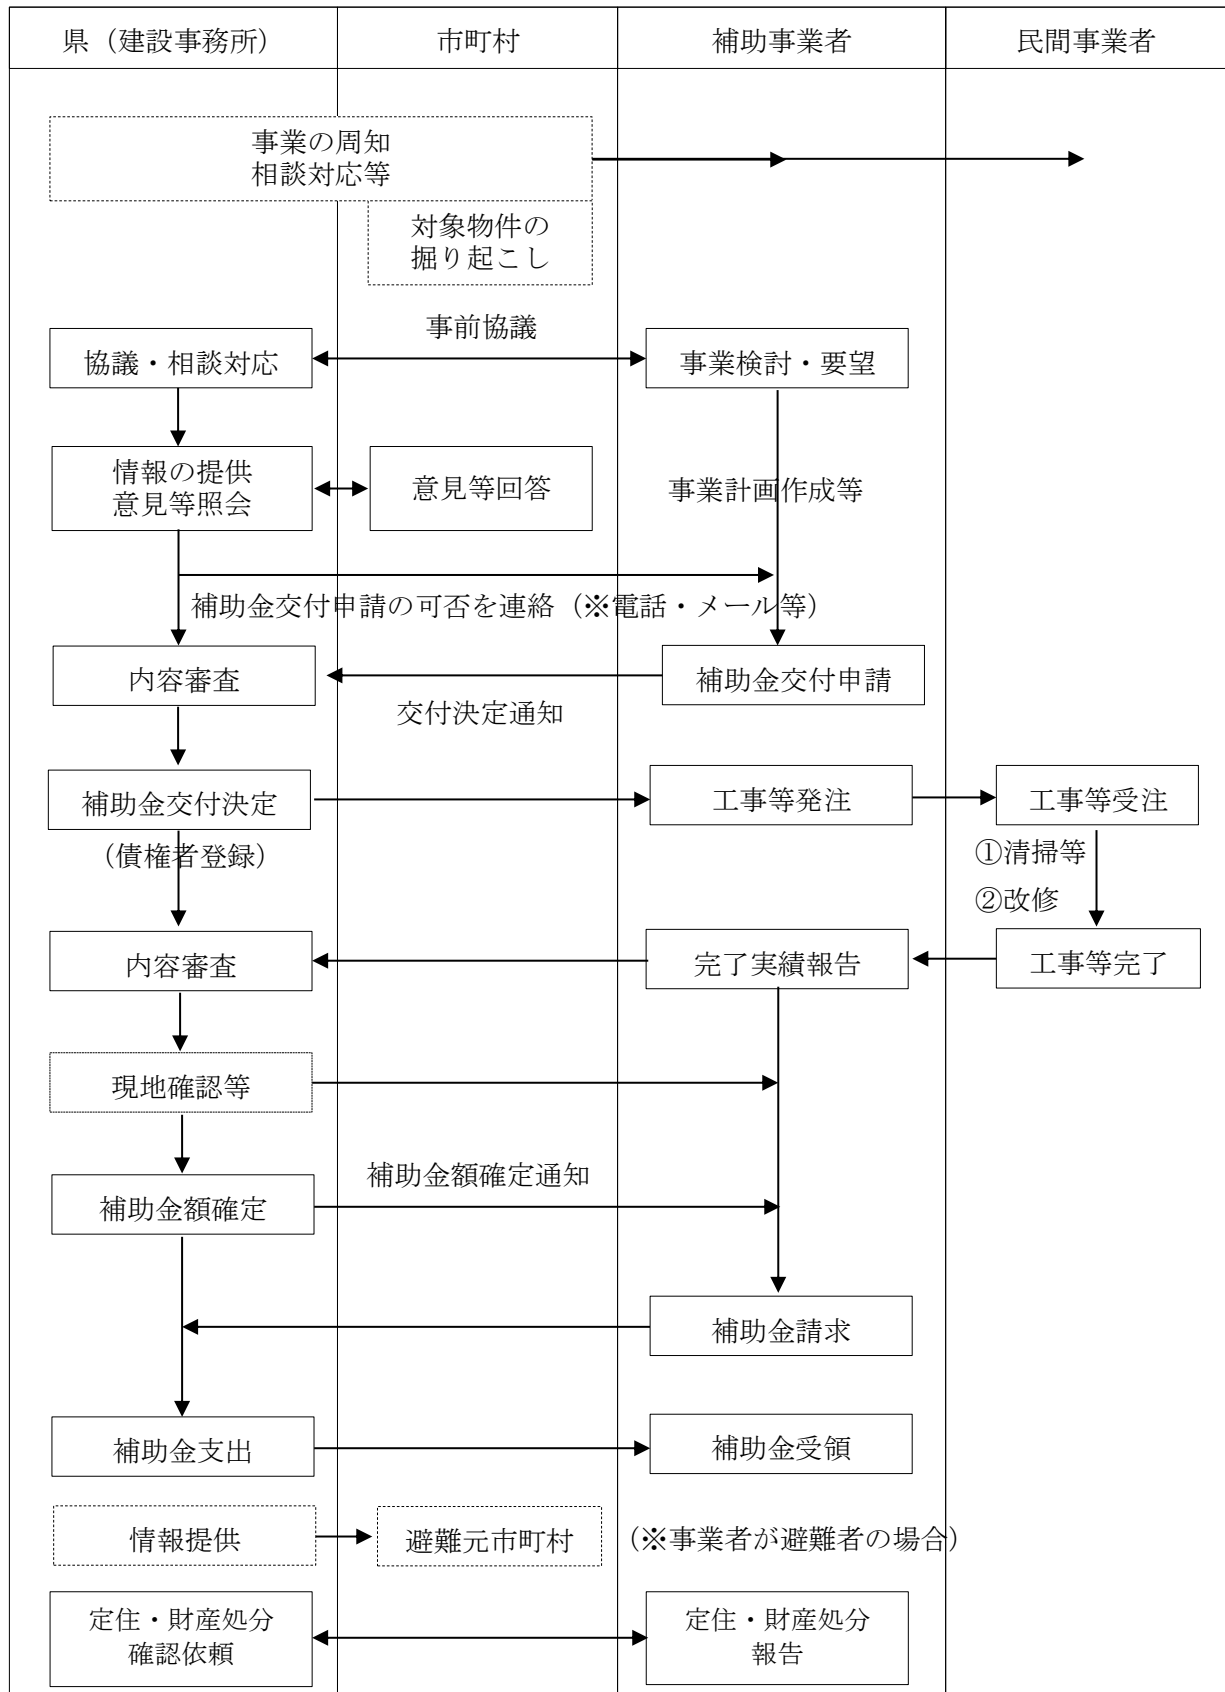 県（建設事務所）
市町村
補助事業者
民間事業者
事業の周知
相談対応等
対象物件の
掘り起こし
事前協議
協議・相談対応
事業検討・要望
情報の提供
意見等照会
意見等回答
事業計画作成等
補助金交付申請の可否を連絡（※電話・メール等）
内容審査
補助金交付申請
交付決定通知
補助金交付決定
工事等発注
工事等受注
（債権者登録）
①清掃等
②改修
内容審査
完了実績報告
工事等完了
現地確認等
補助金額確定通知
補助金額確定
補助金請求
補助金支出
補助金受領
情報提供
避難元市町村
（※事業者が避難者の場合）
定住・財産処分
確認依頼
定住・財産処分
報告